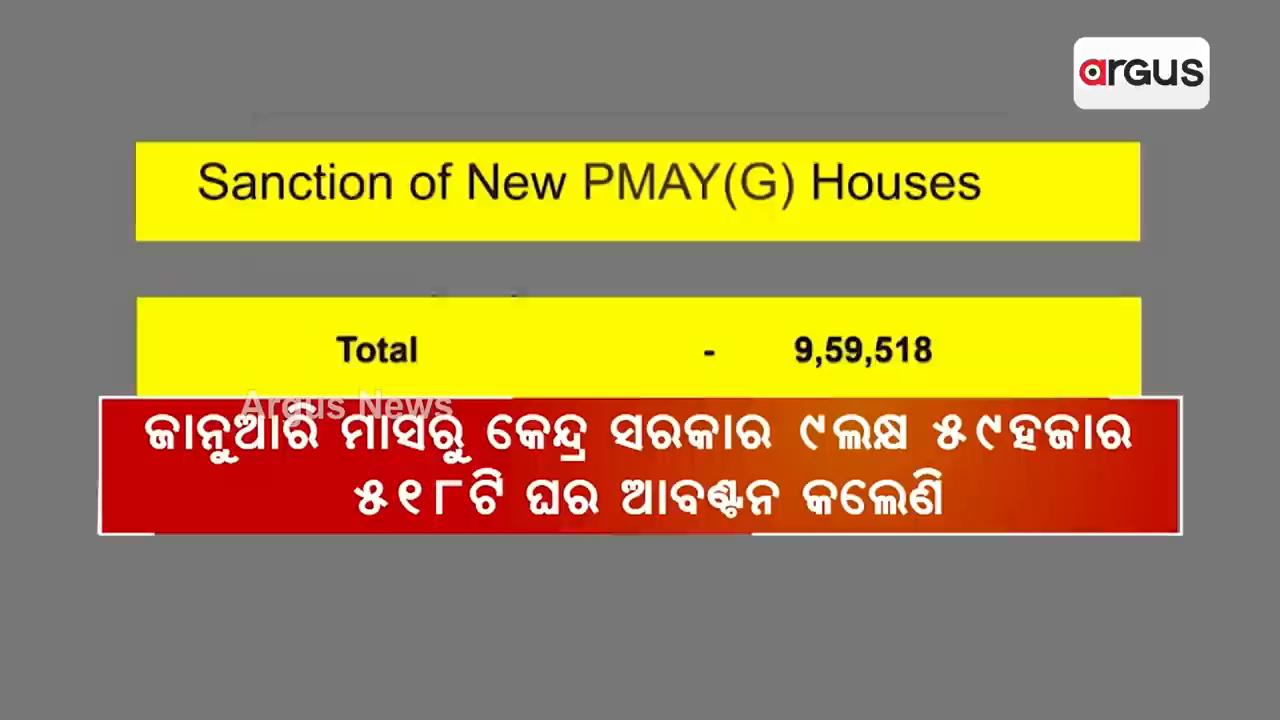 argus
Sanction of New PMAY(G) Houses
Total - 9,59,518
Argus News
ଜାନୁଆରି ମାସରୁ କେନ୍ଦ୍ର ସରକାର ୯ଲକ୍ଷ ୫୯ହଜାର
୫୧୮ଟି ଘର ଆବଣ୍ଟନ କଲେଣି